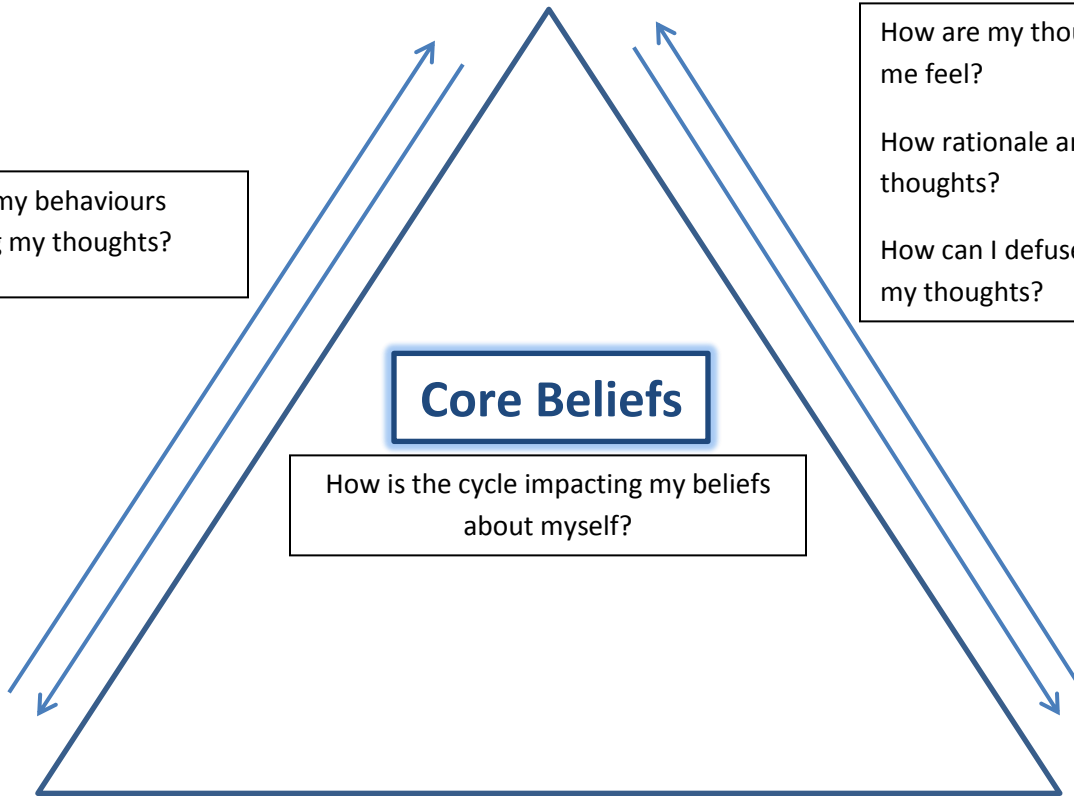 How are my thou
me feel?
How rationale a
thoughts?
How can I defuse
my thoughts?
my behaviours
my thoughts?
Core Beliefs
How is the cycle impacting my beliefs
about myself?